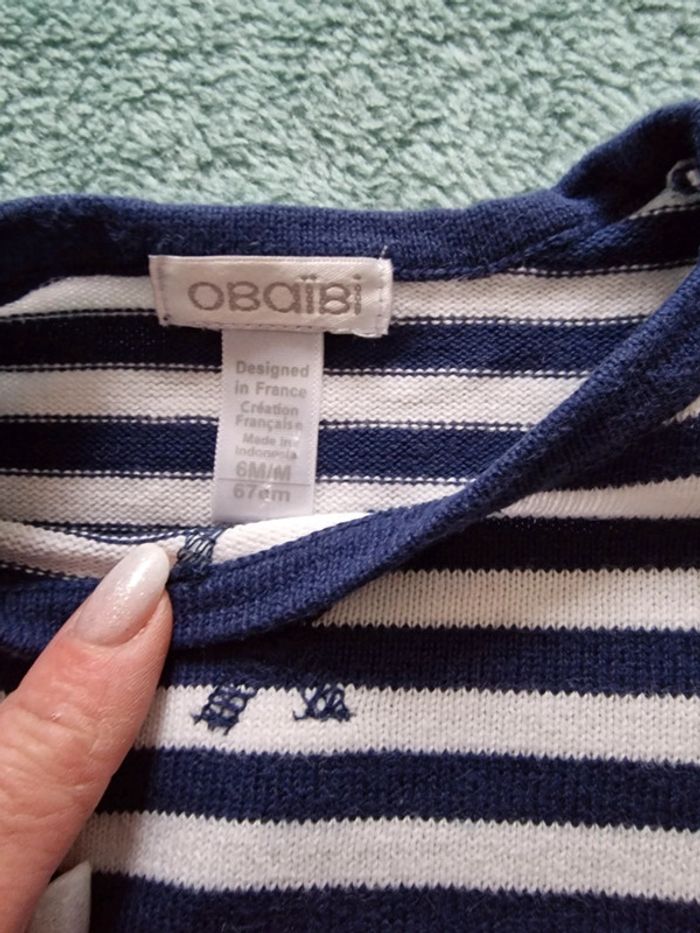 OBAÏBI
Designed
in France
Création
Française
Made in
Indonesia
6M/M
67cm